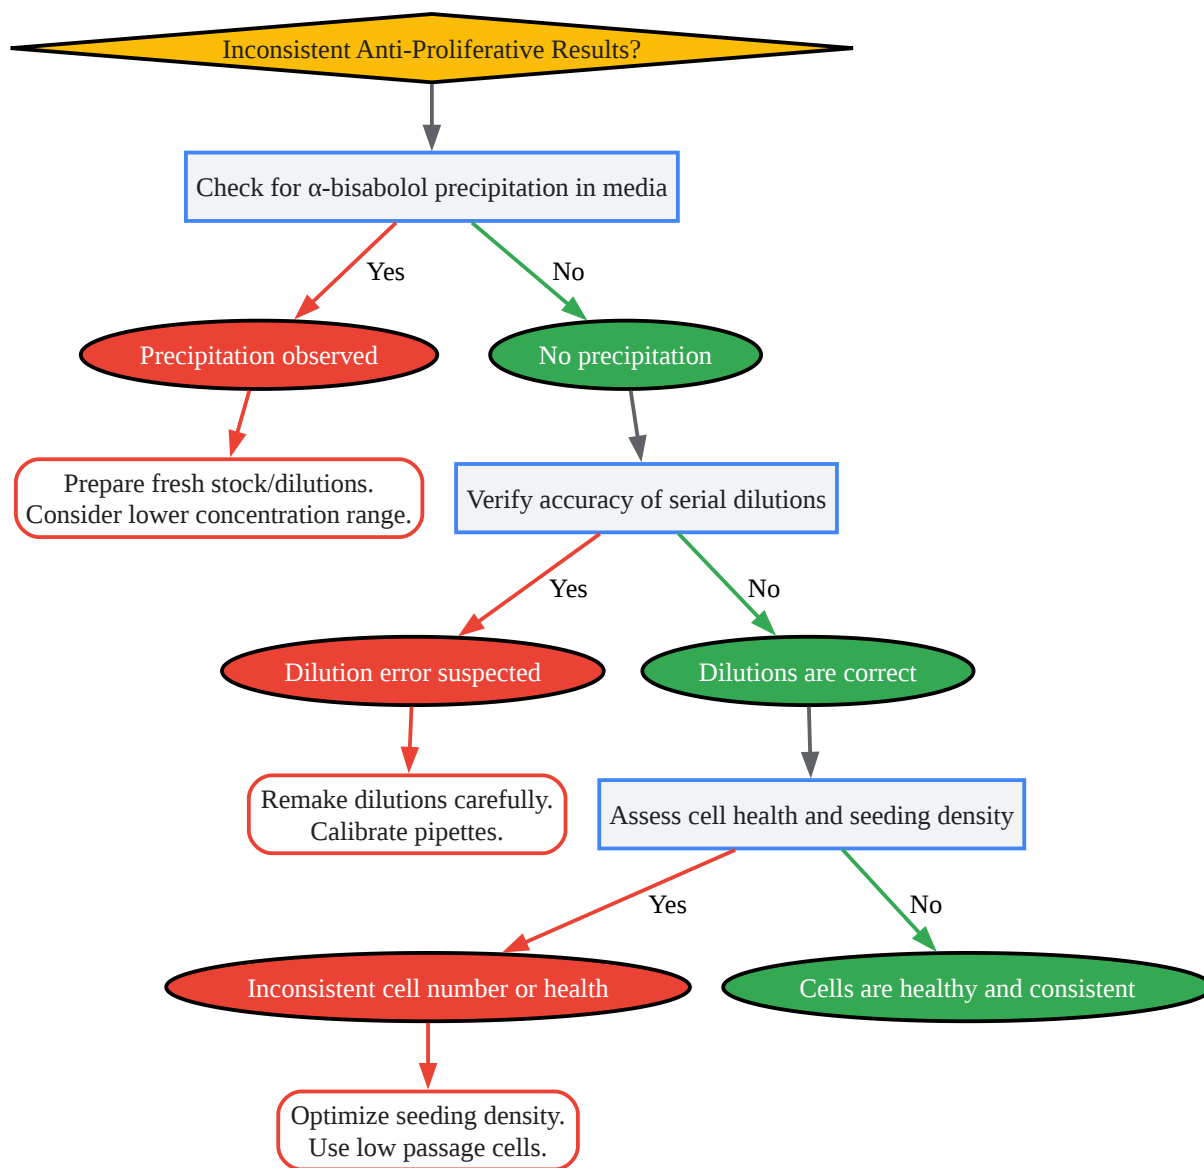 Inconsistent Anti-Proliferative Results?
Check for α-bisabolol precipitation in media
Yes
No
Precipitation observed
No precipitation
Prepare fresh stock/dilutions.
Consider lower concentration range.
Verify accuracy of serial dilutions
Yes
No
Dilution error suspected
Dilutions are correct
Remake dilutions carefully.
Calibrate pipettes.
Assess cell health and seeding density
Yes
No
Inconsistent cell number or health
Cells are healthy and consistent
Optimize seeding density.
Use low passage cells.